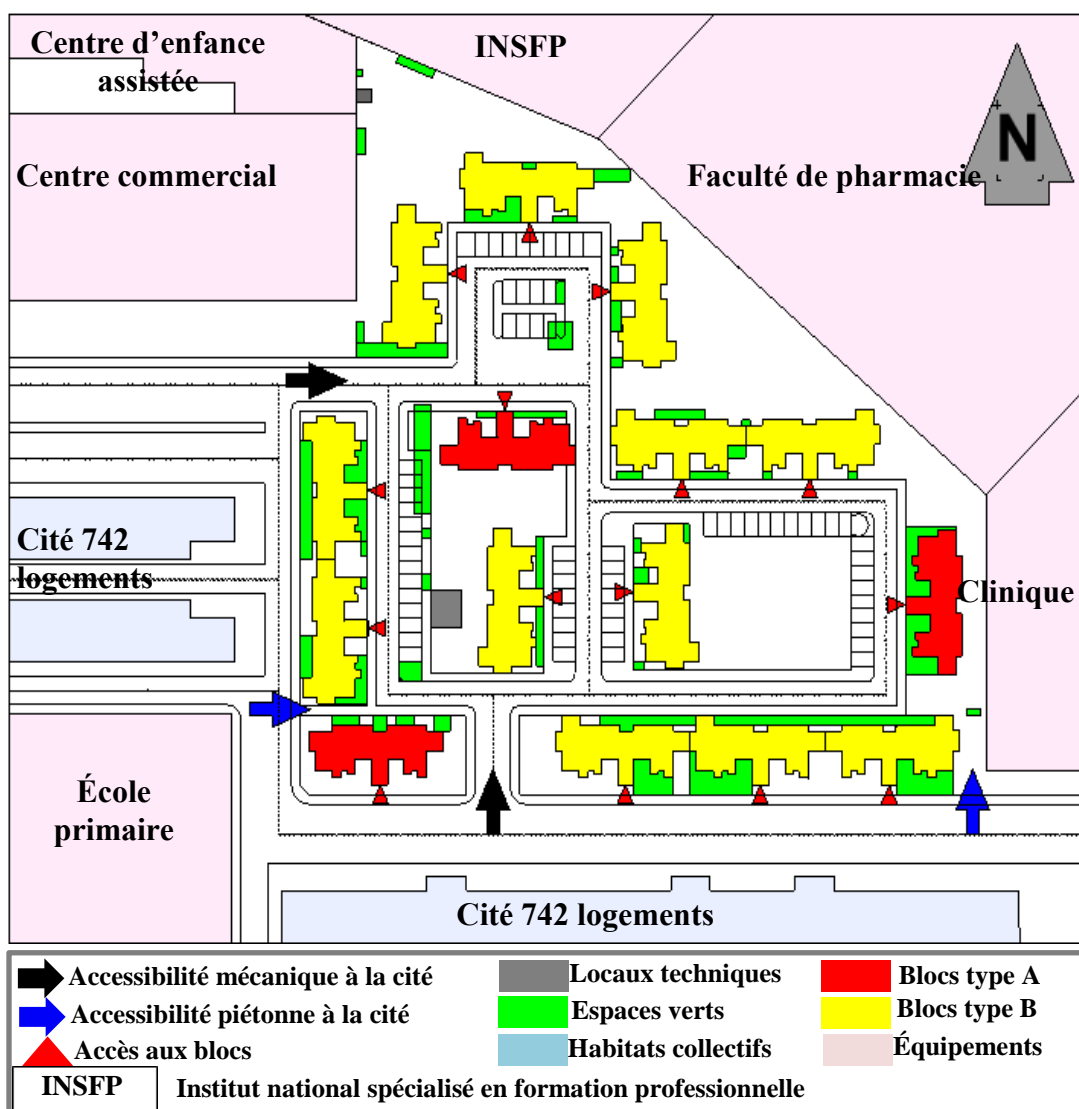 Centre d'enfance
assistée
INSFP
N
Centre commercial
Faculté de pharmacie
Cité 742
logements
Clinique
École
primaire
Cité 742 logements
Accessibilité mécanique à la cité
Locaux techniques
Blocs type A
Accessibilité piétonne à la cité
Espaces verts
Blocs type B
Accès aux blocs
Habitats collectifs
Équipements
INSFP
Institut national spécialisé en formation professionnelle